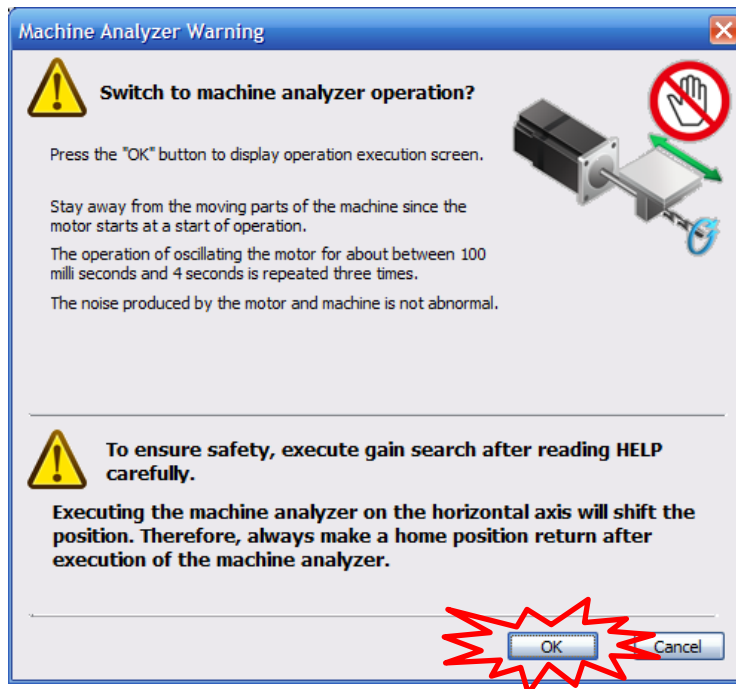 Machine Analyzer Warning
Switch to machine analyzer operation?
Press the "OK" button to display operation execution screen.
Stay away from the moving parts of the machine since the
motor starts at a start of operation.
The operation of oscillating the motor for about between 100
milli seconds and 4 seconds is repeated three times.
The noise produced by the motor and machine is not abnormal.
To ensure safety, execute gain search after reading HELP
carefully.
Executing the machine analyzer on the horizontal axis will shift the
position. Therefore, always make a home position return after
execution of the machine analyzer.
OK
Cancel